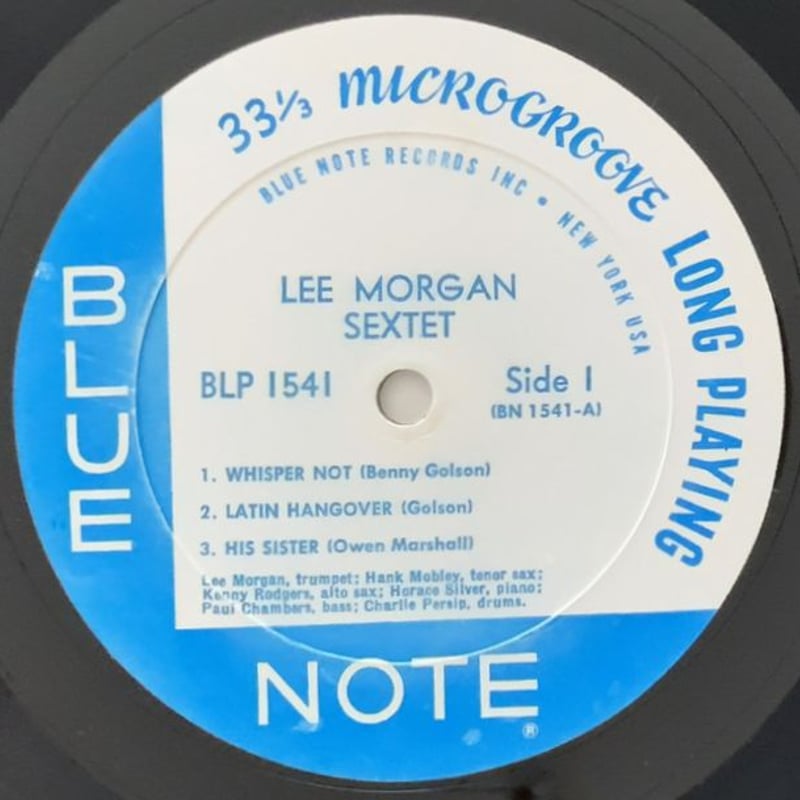 33⅓ MICROGROOVE LONG PLAYING
BLUE NOTE RECORDS INC • NEW YORK USA
LEE MORGAN
SEXTET
BLP 1541
Side 1
(BN 1541-A)
1. WHISPER NOT (Benny Golson)
2. LATIN HANGOVER (Golson)
3. HIS SISTER (Owen Marshall)
Lee Morgan, trumpet; Hank Mobley, tenor sax;
Kenny Rodgers, alto sax; Horace Silver, piano;
Paul Chambers, bass; Charlie Persip, drums.
BLUE
NOTE ®